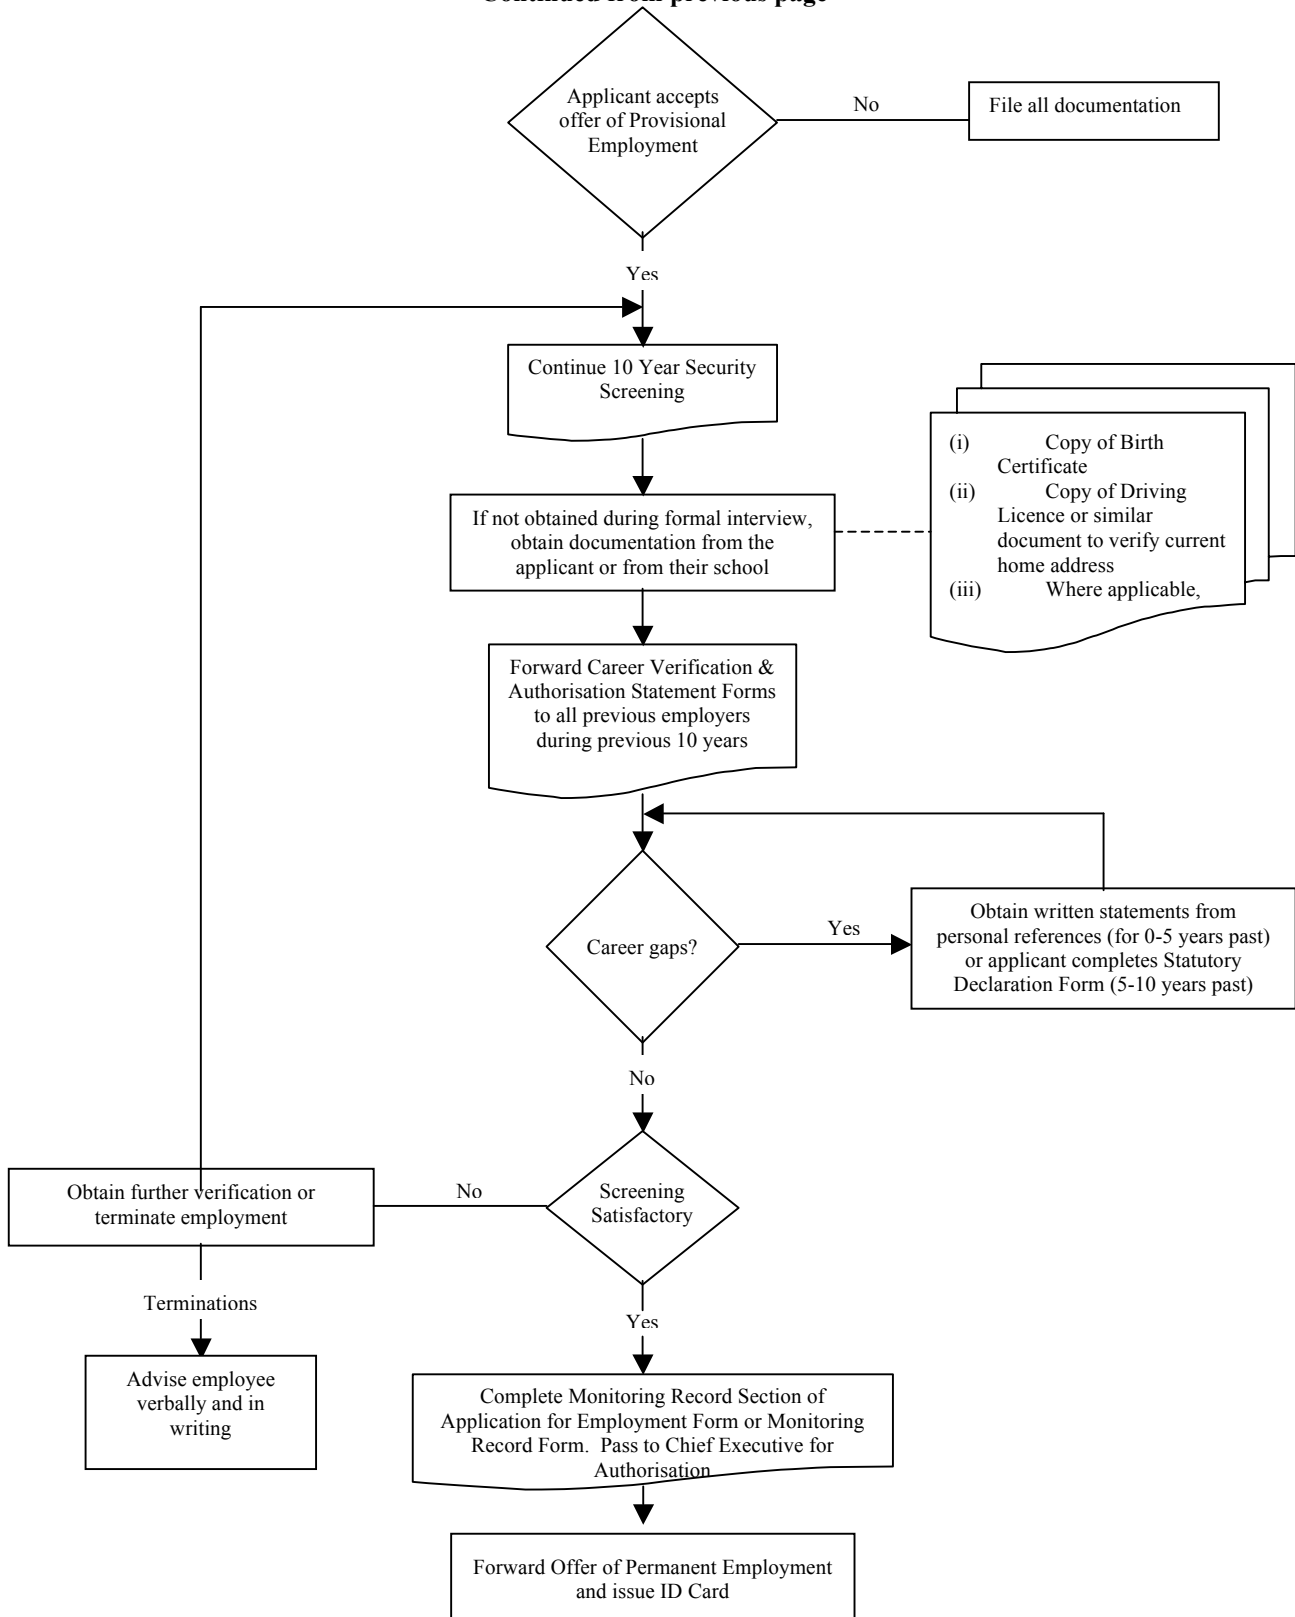 Continued from previous page
Applicant accepts
offer of Provisional
Employment
No
File all documentation
Yes
Continue 10 Year Security
Screening
(i) Copy of Birth
Certificate
(ii) Copy of Driving
Licence or similar
document to verify current
home address
(iii) Where applicable,
If not obtained during formal interview,
obtain documentation from the
applicant or from their school
Forward Career Verification &
Authorisation Statement Forms
to all previous employers
during previous 10 years
Career gaps?
Yes
Obtain written statements from
personal references (for 0-5 years past)
or applicant completes Statutory
Declaration Form (5-10 years past)
No
Screening
Satisfactory
No
Obtain further verification or
terminate employment
Terminations
Advise employee
verbally and in
writing
Yes
Complete Monitoring Record Section of
Application for Employment Form or Monitoring
Record Form. Pass to Chief Executive for
Authorisation
Forward Offer of Permanent Employment
and issue ID Card